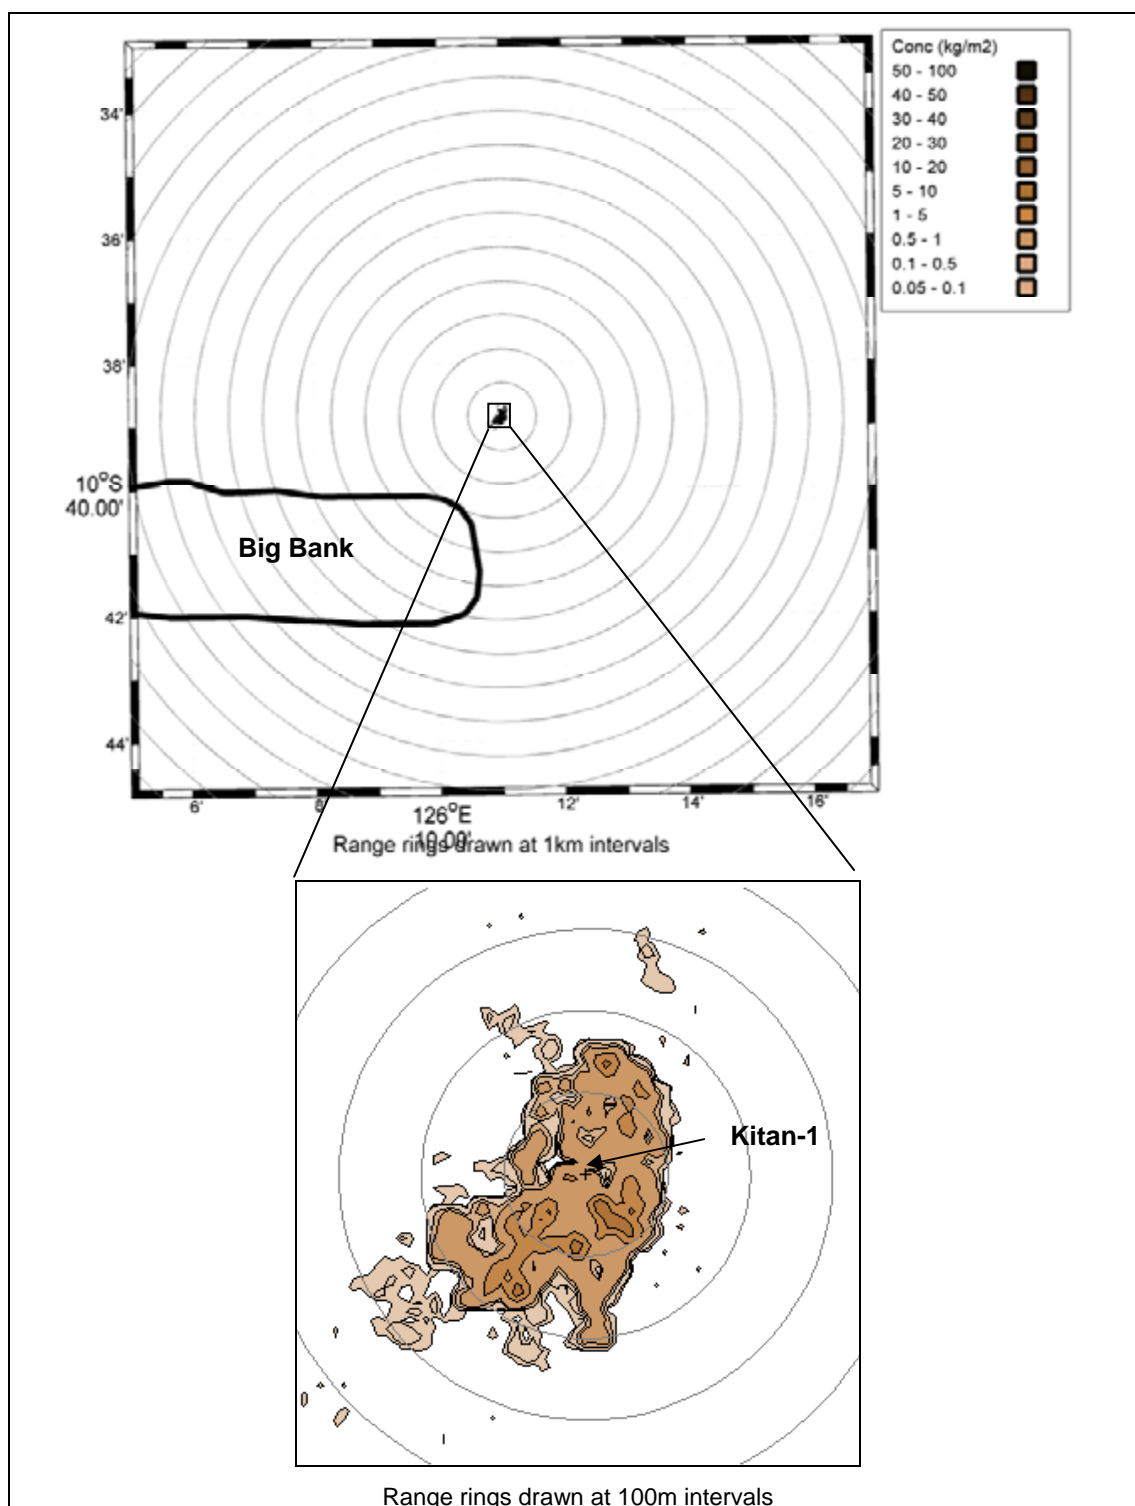 Conc (kg/m2)
50 - 100
40 - 50
30 - 40
20 - 30
10 - 20
5 - 10
1 - 5
0.5 - 1
0.1 - 0.5
0.05 - 0.1
34'
36'
38'
10°S
40.00'
42'
44'
Big Bank
6'
8'
126°E
10.00'
12'
14'
16'
Range rings drawn at 1km intervals
Kitan-1
Range rings drawn at 100m intervals